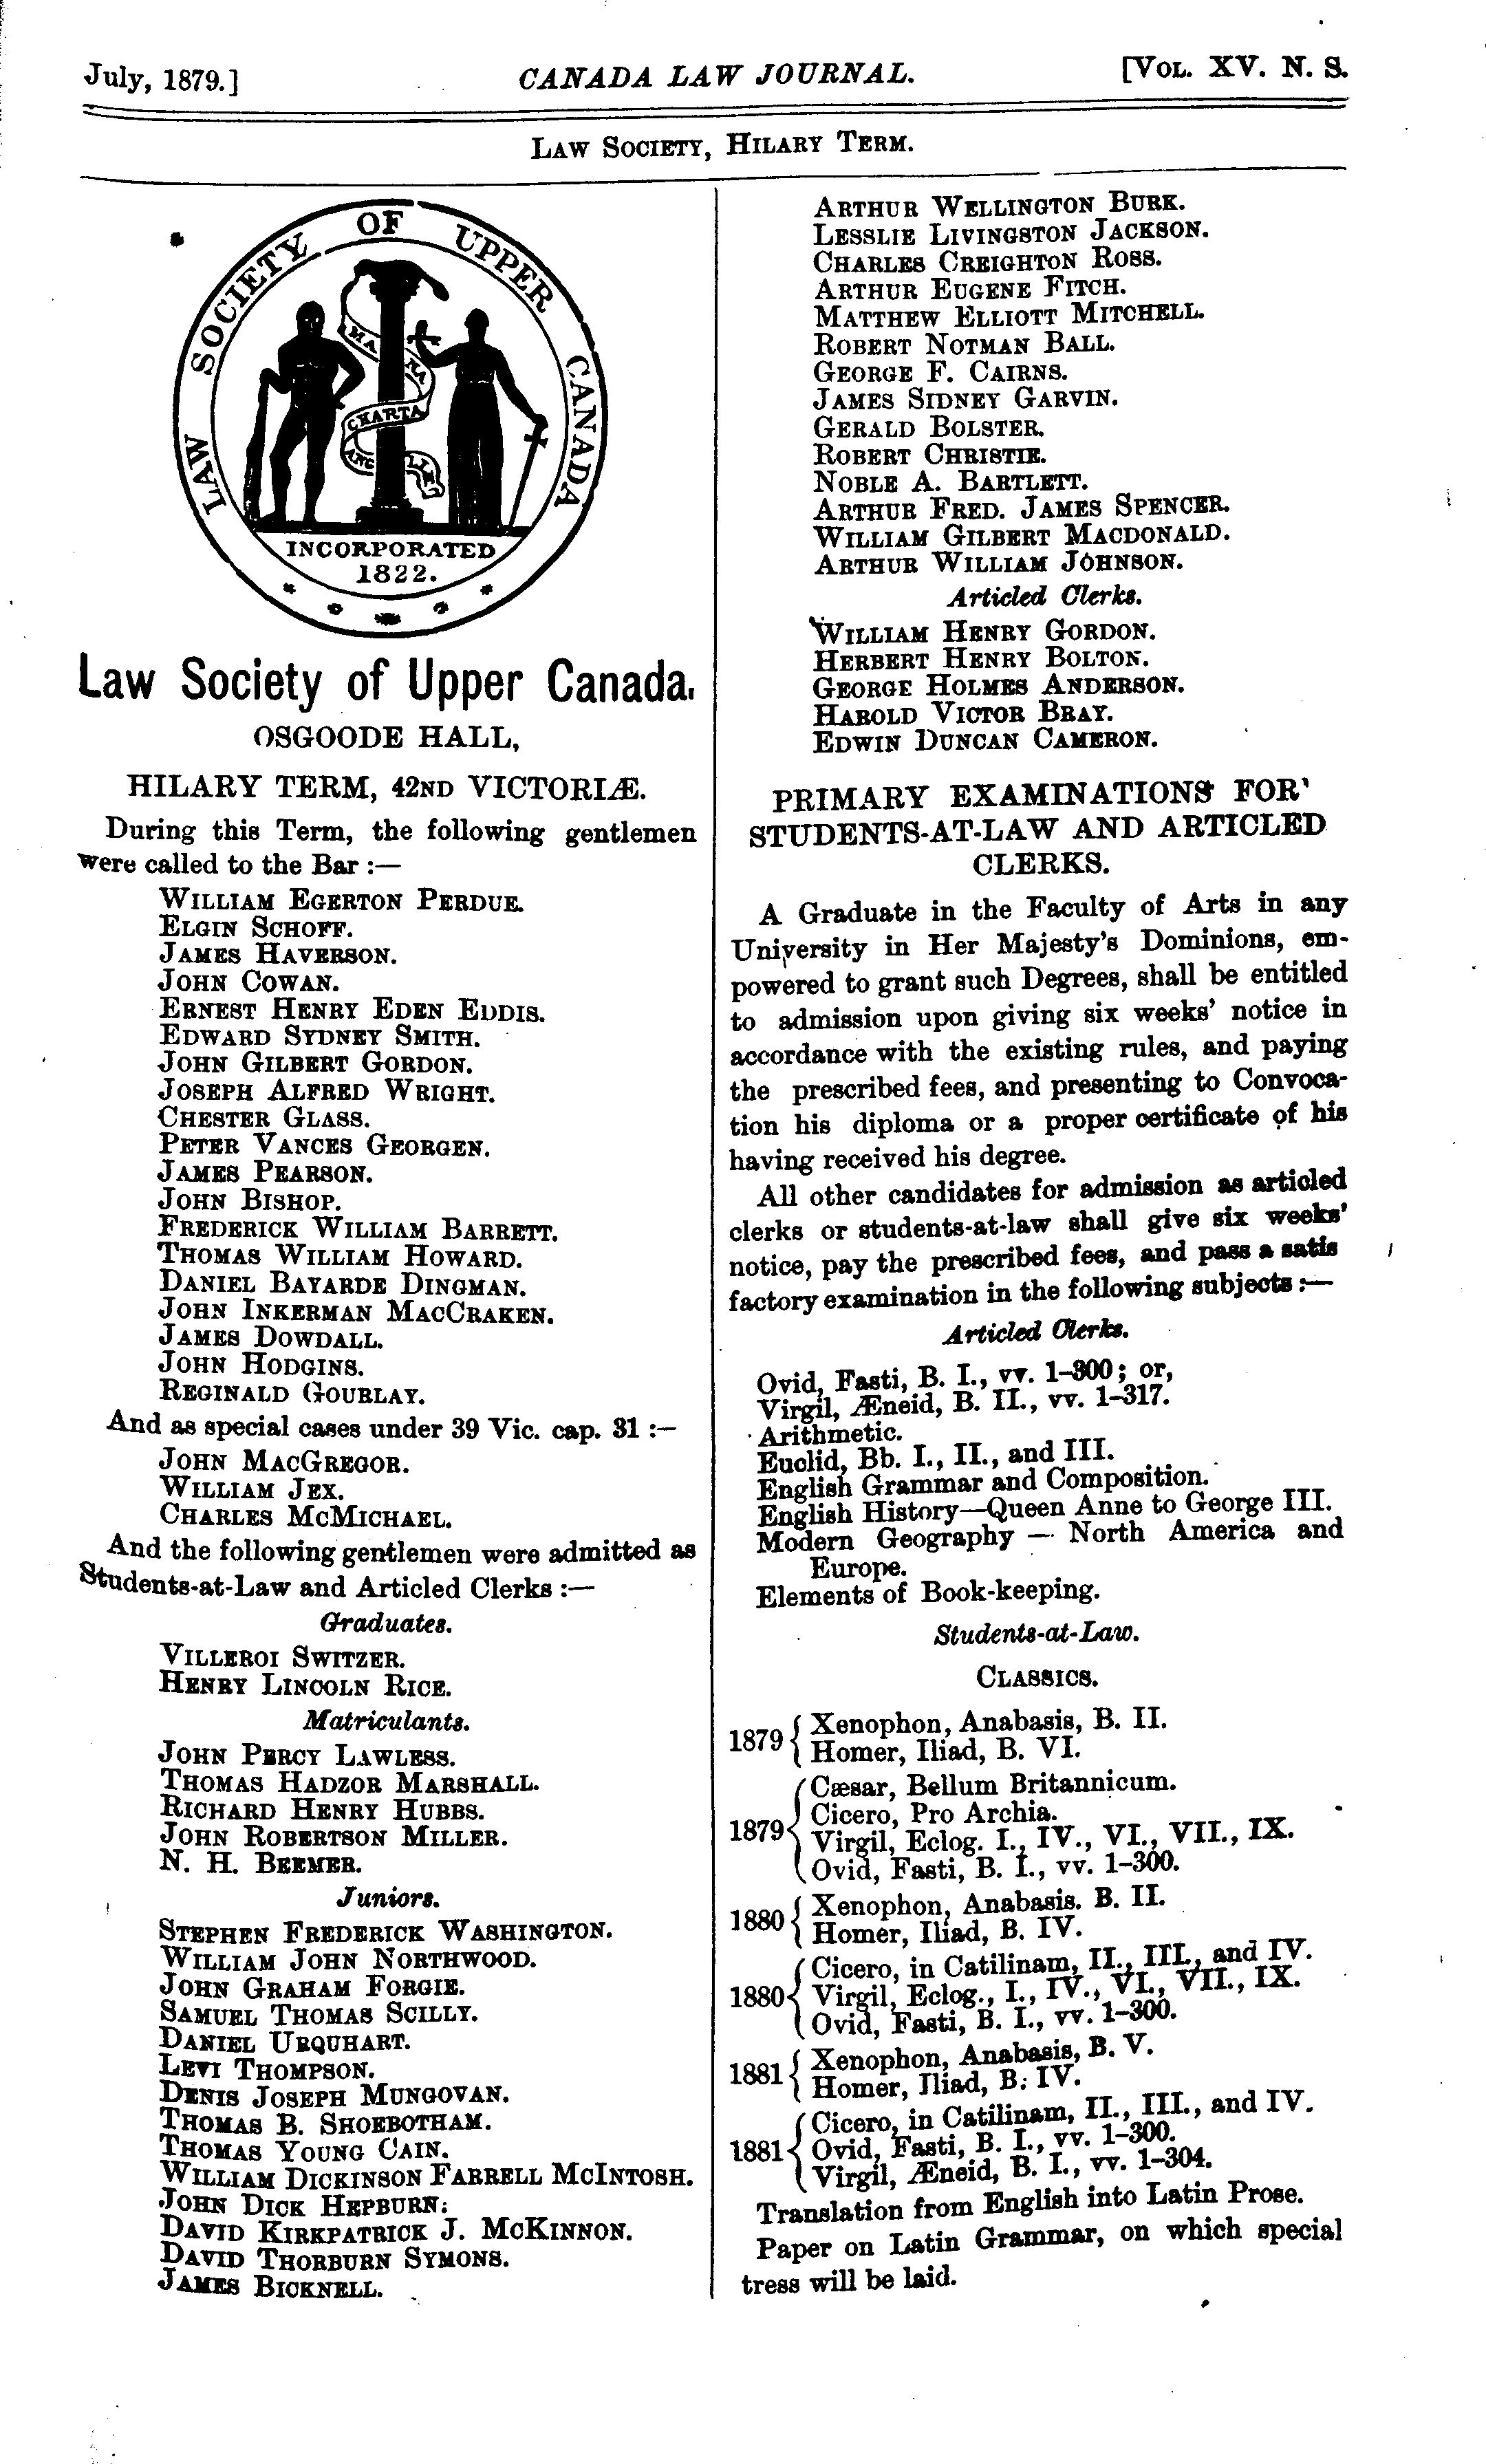 July, 1879.]
CANADA LAW JOURNAL.
[VOL. XV. N. S.
LAW SOCIETY, HILARY TERM.
LAW SOCIETY OF UPPER CANADA
MA NA
CHARTA
ANG LIÆ
INCORPORATED
1822.
Law Society of Upper Canada.
OSGOODE HALL,
HILARY TERM, 42ND VICTORIÆ.
During this Term, the following gentlemen
were called to the Bar :—
WILLIAM EGERTON PERDUE.
ELGIN SCHOFF.
JAMES HAVERSON.
JOHN COWAN.
ERNEST HENRY EDEN EDDIS.
EDWARD SYDNEY SMITH.
JOHN GILBERT GORDON.
JOSEPH ALFRED WRIGHT.
CHESTER GLASS.
PETER VANCES GEORGEN.
JAMES PEARSON.
JOHN BISHOP.
FREDERICK WILLIAM BARRETT.
THOMAS WILLIAM HOWARD.
DANIEL BAYARDE DINGMAN.
JOHN INKERMAN MACCRAKEN.
JAMES DOWDALL.
JOHN HODGINS.
REGINALD GOURLAY.
And as special cases under 39 Vic. cap. 31 :—
JOHN MACGREGOR.
WILLIAM JEX.
CHARLES MCMICHAEL.
And the following gentlemen were admitted as
Students-at-Law and Articled Clerks :—
Graduates.
VILLEROI SWITZER.
HENRY LINCOLN RICE.
Matriculants.
JOHN PERCY LAWLESS.
THOMAS HADZOR MARSHALL.
RICHARD HENRY HUBBS.
JOHN ROBERTSON MILLER.
N. H. BEEMER.
Juniors.
STEPHEN FREDERICK WASHINGTON.
WILLIAM JOHN NORTHWOOD.
JOHN GRAHAM FORGIE.
SAMUEL THOMAS SCILLY.
DANIEL URQUHART.
LEVI THOMPSON.
DENIS JOSEPH MUNGOVAN.
THOMAS B. SHOEBOTHAM.
THOMAS YOUNG CAIN.
WILLIAM DICKINSON FARRELL MCINTOSH.
JOHN DICK HEPBURN.
DAVID KIRKPATRICK J. MCKINNON.
DAVID THORBURN SYMONS.
JAMES BICKNELL.
ARTHUR WELLINGTON BURK.
LESSLIE LIVINGSTON JACKSON.
CHARLES CREIGHTON ROSS.
ARTHUR EUGENE FITCH.
MATTHEW ELLIOTT MITCHELL.
ROBERT NOTMAN BALL.
GEORGE F. CAIRNS.
JAMES SIDNEY GARVIN.
GERALD BOLSTER.
ROBERT CHRISTIE.
NOBLE A. BARTLETT.
ARTHUR FRED. JAMES SPENCER.
WILLIAM GILBERT MACDONALD.
ARTHUR WILLIAM JOHNSON.
Articled Clerks.
WILLIAM HENRY GORDON.
HERBERT HENRY BOLTON.
GEORGE HOLMES ANDERSON.
HAROLD VICTOR BRAY.
EDWIN DUNCAN CAMERON.
PRIMARY EXAMINATIONS FOR
STUDENTS-AT-LAW AND ARTICLED
CLERKS.
A Graduate in the Faculty of Arts in any
University in Her Majesty's Dominions, em-
powered to grant such Degrees, shall be entitled
to admission upon giving six weeks' notice in
accordance with the existing rules, and paying
the prescribed fees, and presenting to Convoca-
tion his diploma or a proper certificate of his
having received his degree.
All other candidates for admission as articled
clerks or students-at-law shall give six weeks'
notice, pay the prescribed fees, and pass a satis
factory examination in the following subjects :—
Articled Clerks.
Ovid, Fasti, B. I., vv. 1-300; or,
Virgil, Æneid, B. II., vv. 1-317.
Arithmetic.
Euclid, Bb. I., II., and III.
English Grammar and Composition.
English History—Queen Anne to George III.
Modern Geography — North America and
Europe.
Elements of Book-keeping.
Students-at-Law.
CLASSICS.
1879 { Xenophon, Anabasis, B. II.
Homer, Iliad, B. VI.
1879 { Cæsar, Bellum Britannicum.
Cicero, Pro Archia.
Virgil, Eclog. I., IV., VI., VII., IX.
Ovid, Fasti, B. I., vv. 1-300.
1880 { Xenophon, Anabasis. B. II.
Homer, Iliad, B. IV.
1880 { Cicero, in Catilinam, II., III., and IV.
Virgil, Eclog., I., IV., VI., VII., IX.
Ovid, Fasti, B. I., vv. 1-300.
1881 { Xenophon, Anabasis, B. V.
Homer, Iliad, B. IV.
1881 { Cicero, in Catilinam, II., III., and IV.
Ovid, Fasti, B. I., vv. 1-300.
Virgil, Æneid, B. I., vv. 1-304.
Translation from English into Latin Prose.
Paper on Latin Grammar, on which special
tress will be laid.